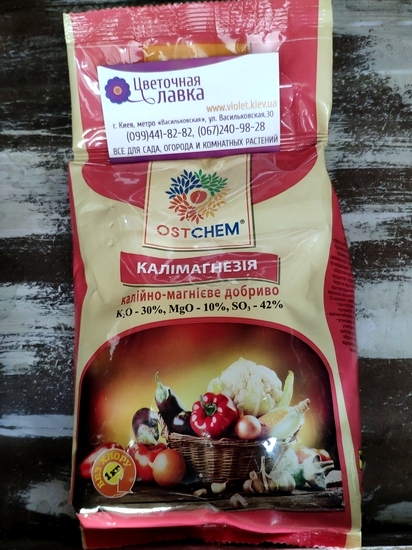 Цветочная
лавка
www.violet.kiev.ua
г. Киев, метро «Васильковская», ул. Васильковская,30
(099)441-82-82, (067)240-98-28
ВСЕ ДЛЯ САДА, ОГОРОДА И КОМНАТНЫХ РАСТЕНИЙ
OSTCHEM®
КАЛІМАГНЕЗІЯ
калійно-магнієве добриво
K₂O - 30%, MgO - 10%, SO₃ - 42%
БЕЗ ХЛОРУ
1кг